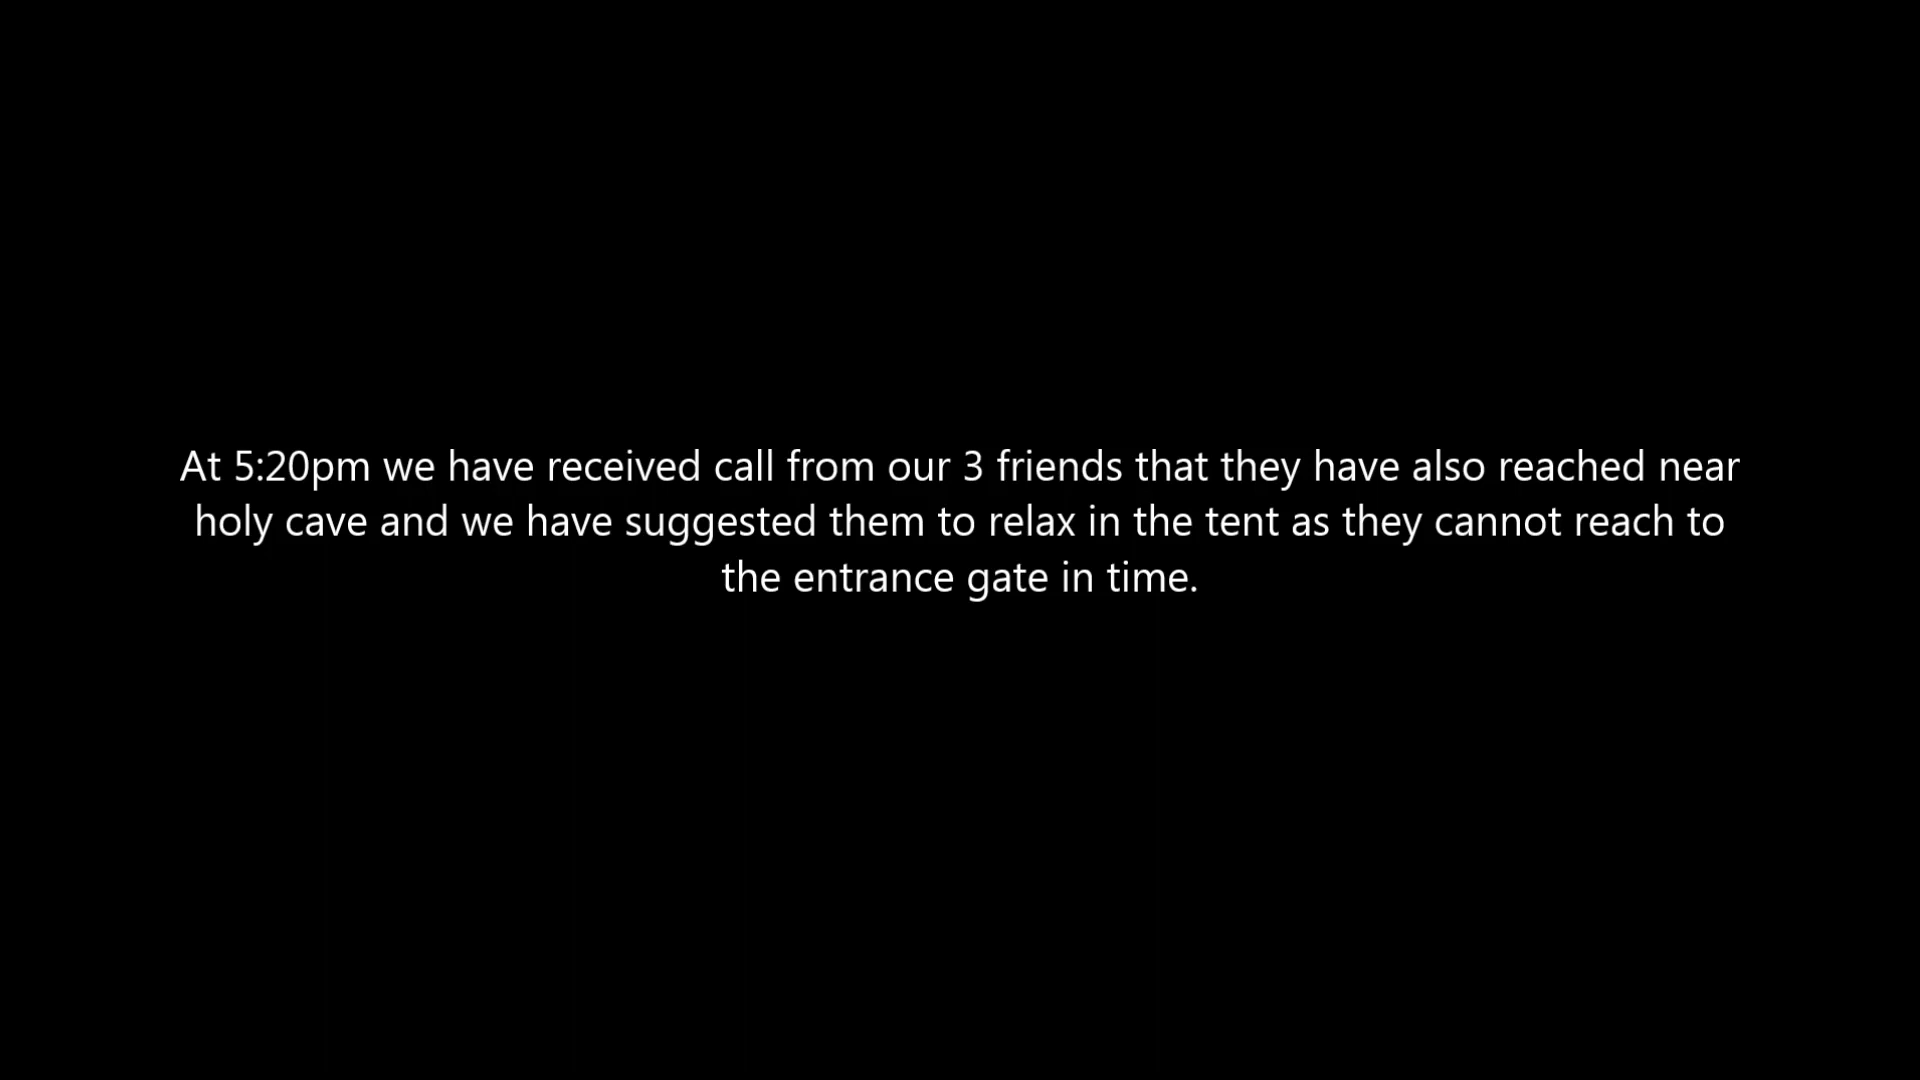 At 5:20pm we have received call from our 3 friends that they have also reached near
holy cave and we have suggested them to relax in the tent as they cannot reach to
the entrance gate in time.